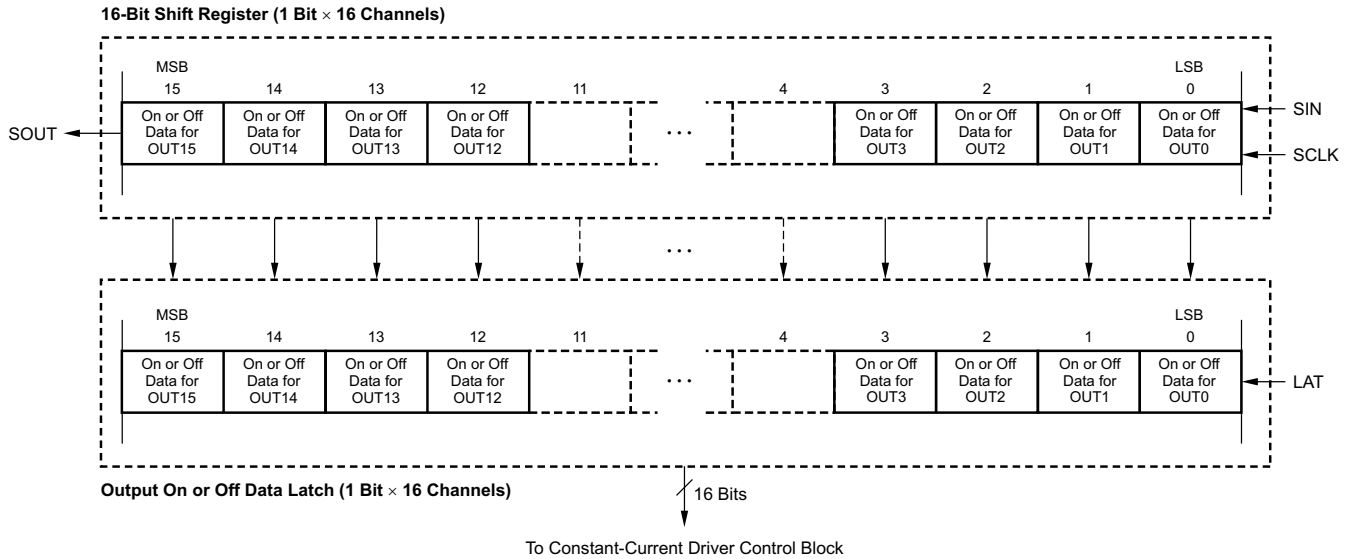 16-Bit Shift Register (1 Bit × 16 Channels)
MSB LSB
15 14 13 12 11 4 3 2 1 0
On or Off Data for OUT15
On or Off Data for OUT14
On or Off Data for OUT13
On or Off Data for OUT12
...
On or Off Data for OUT3
On or Off Data for OUT2
On or Off Data for OUT1
On or Off Data for OUT0
SOUT
SIN
SCLK
...
MSB LSB
15 14 13 12 11 4 3 2 1 0
On or Off Data for OUT15
On or Off Data for OUT14
On or Off Data for OUT13
On or Off Data for OUT12
...
On or Off Data for OUT3
On or Off Data for OUT2
On or Off Data for OUT1
On or Off Data for OUT0
LAT
Output On or Off Data Latch (1 Bit × 16 Channels)
16 Bits
To Constant-Current Driver Control Block